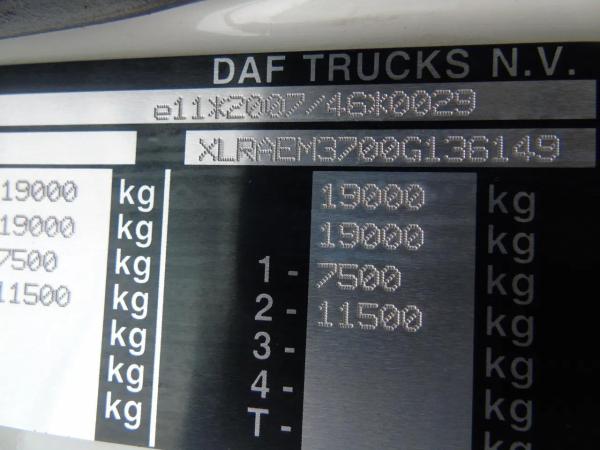 DAF TRUCKS N.V.
e11*2007/46*0029
XLRAEM3700G136149
19000 kg 19000 kg
19000 kg 19000 kg
7500 kg 1 - 7500 kg
11500 kg 2 - 11500 kg
kg 3 - kg
kg 4 - kg
kg T - kg
kg